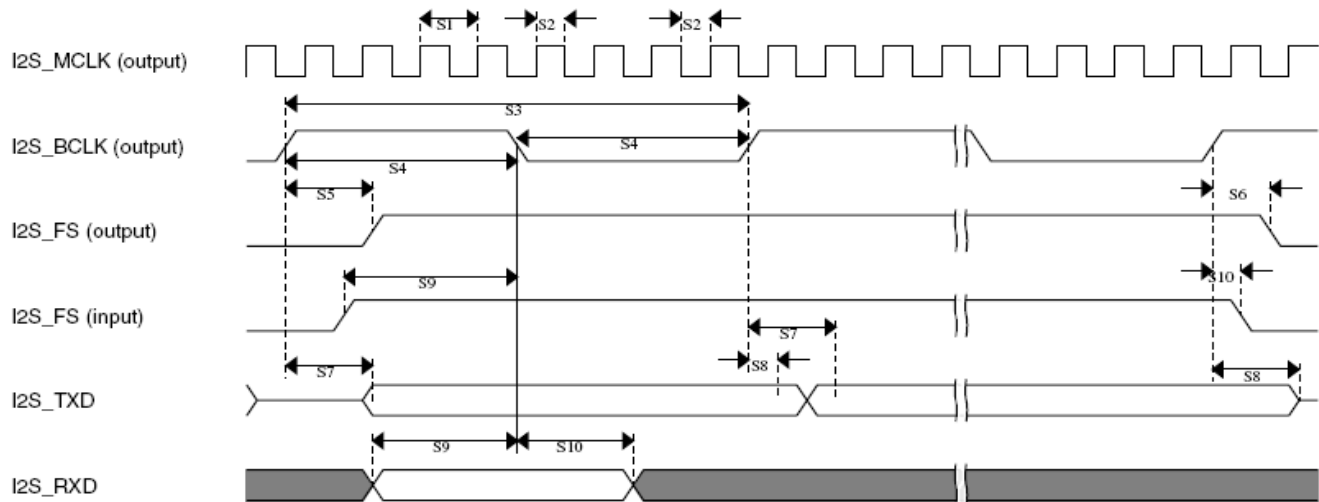 S1 S2 S2
I2S_MCLK (output)
S3
I2S_BCLK (output)
S4
S4
S5 S6
I2S_FS (output)
S9 S10
I2S_FS (input)
S7
S7 S8 S8
I2S_TXD
S9 S10
I2S_RXD